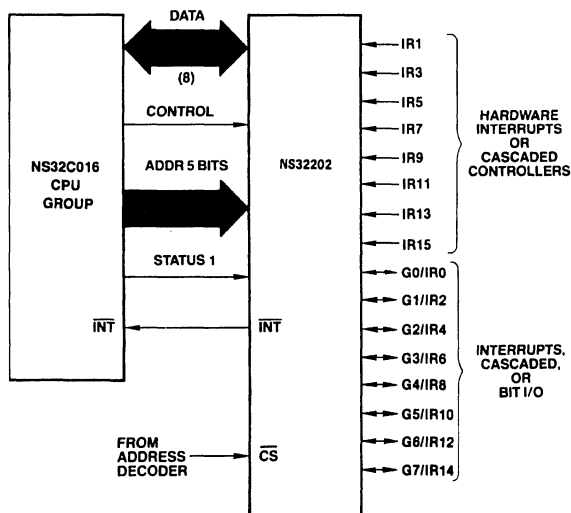 DATA
(8)
CONTROL
ADDR 5 BITS
STATUS 1
NS32C016
CPU
GROUP
INT
NS32202
INT
CS
FROM
ADDRESS
DECODER
IR1
IR3
IR5
IR7
IR9
IR11
IR13
IR15
HARDWARE
INTERRUPTS
OR
CASCADED
CONTROLLERS
G0/IR0
G1/IR2
G2/IR4
G3/IR6
G4/IR8
G5/IR10
G6/IR12
G7/IR14
INTERRUPTS,
CASCADED,
OR
BIT I/O